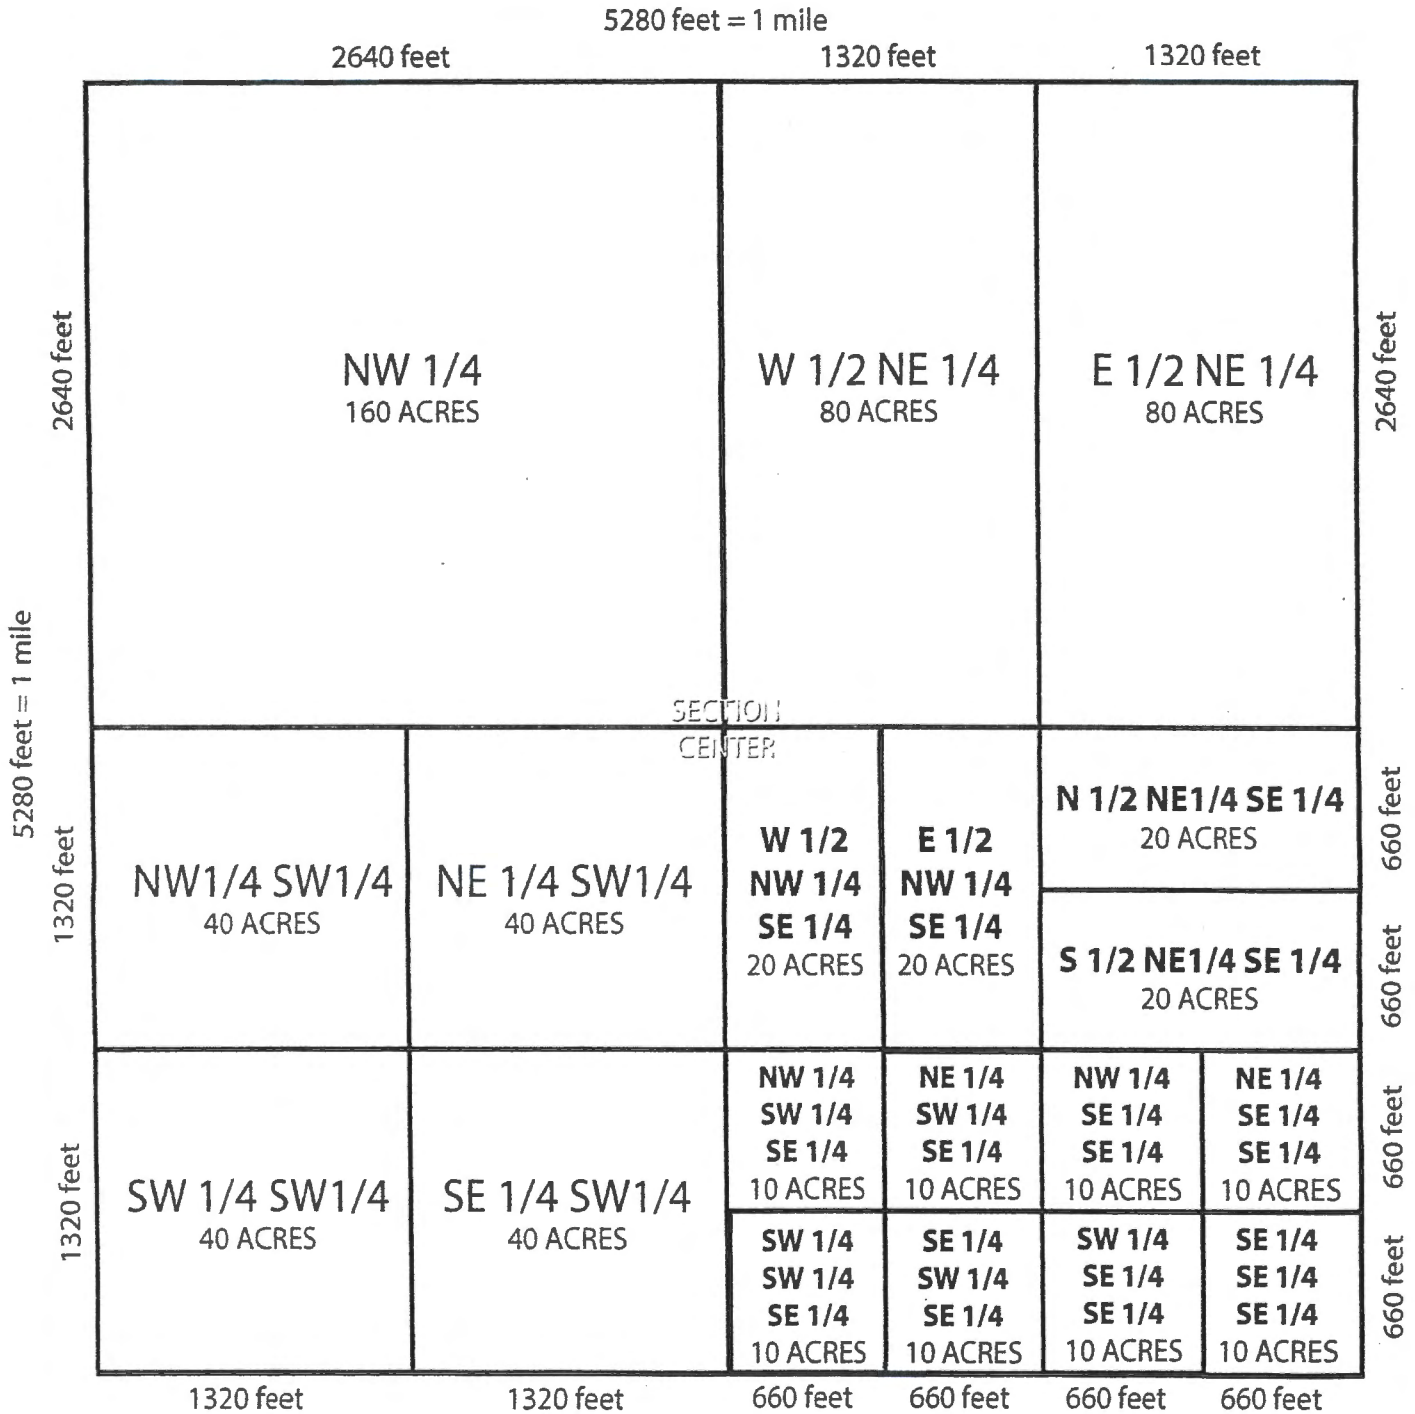 5280 feet = 1 mile
2640 feet
1320 feet
1320 feet
2640 feet
NW 1/4
160 ACRES
W 1/2 NE 1/4
80 ACRES
E 1/2 NE 1/4
80 ACRES
2640 feet
5280 feet = 1 mile
SECTION
CENTER
1320 feet
NW1/4 SW1/4
40 ACRES
NE 1/4 SW1/4
40 ACRES
W 1/2
NW 1/4
SE 1/4
20 ACRES
E 1/2
NW 1/4
SE 1/4
20 ACRES
N 1/2 NE1/4 SE 1/4
20 ACRES
660 feet
S 1/2 NE1/4 SE 1/4
20 ACRES
660 feet
1320 feet
SW 1/4 SW1/4
40 ACRES
SE 1/4 SW1/4
40 ACRES
NW 1/4
SW 1/4
SE 1/4
10 ACRES
NE 1/4
SW 1/4
SE 1/4
10 ACRES
NW 1/4
SE 1/4
SE 1/4
10 ACRES
NE 1/4
SE 1/4
SE 1/4
10 ACRES
660 feet
SW 1/4
SW 1/4
SE 1/4
10 ACRES
SE 1/4
SW 1/4
SE 1/4
10 ACRES
SW 1/4
SE 1/4
SE 1/4
10 ACRES
SE 1/4
SE 1/4
SE 1/4
10 ACRES
660 feet
1320 feet
1320 feet
660 feet
660 feet
660 feet
660 feet